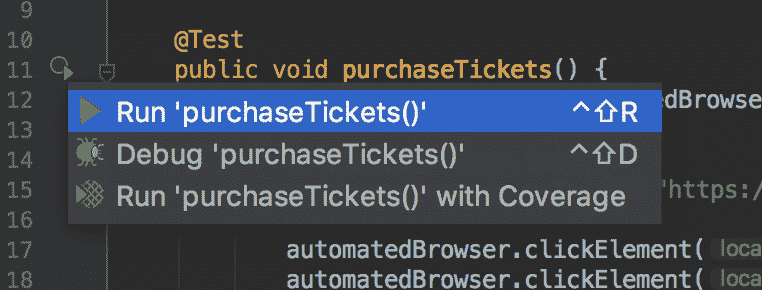 9
10 @Test
11 public void purchaseTickets() {
12 edBrowse
Run 'purchaseTickets()' ^⇧R
13
Debug 'purchaseTickets()' ^⇧D
14
15 "https:/
Run 'purchaseTickets()' with Coverage
16
17 automatedBrowser.clickElement( loca
18 automatedBrowser.clickElement( loca